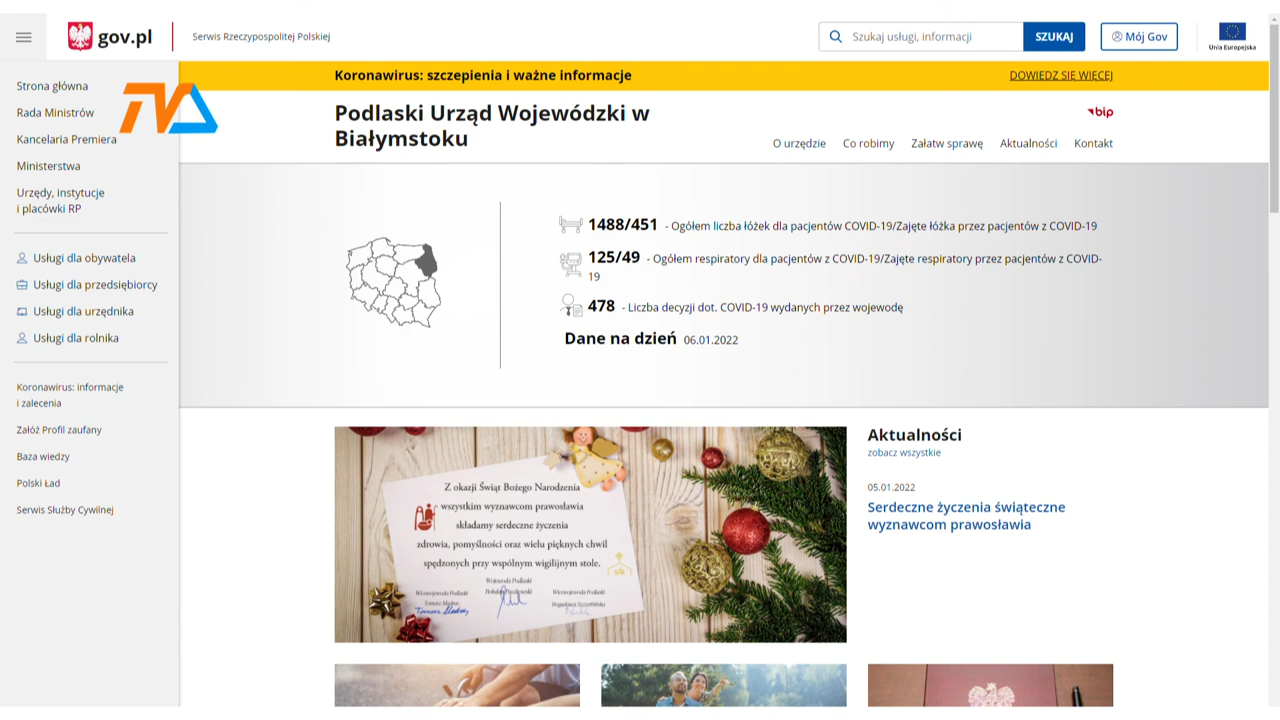 gov.pl
Serwis Rzeczypospolitej Polskiej
Szukaj usługi, informacji
SZUKAJ
Mój Gov
Unia Europejska
Strona główna
Rada Ministrów
Kancelaria Premiera
Ministerstwa
Urzędy, instytucje
i placówki RP
Usługi dla obywatela
Usługi dla przedsiębiorcy
Usługi dla urzędnika
Usługi dla rolnika
Koronawirus: informacje
i zalecenia
Załóż Profil zaufany
Baza wiedzy
Polski Ład
Serwis Służby Cywilnej
Koronawirus: szczepienia i ważne informacje
DOWIEDZ SIĘ WIĘCEJ
Podlaski Urząd Wojewódzki w
Białymstoku
bip
O urzędzie Co robimy Załatw sprawę Aktualności Kontakt
1488/451 - Ogółem liczba łóżek dla pacjentów COVID-19/Zajęte łóżka przez pacjentów z COVID-19
125/49 - Ogółem respiratory dla pacjentów z COVID-19/Zajęte respiratory przez pacjentów z COVID-
19
478 - Liczba decyzji dot. COVID-19 wydanych przez wojewodę
Dane na dzień 06.01.2022
Z okazji Świąt Bożego Narodzenia
wszystkim wyznawcom prawosławia
składamy serdeczne życzenia
zdrowia, pomyślności oraz wielu pięknych chwil
spędzonych przy wspólnym wigilijnym stole.
Wojewoda Podlaski
Wicewojewoda Podlaski
Wicewojewoda Podlaski
Aktualności
zobacz wszystkie
05.01.2022
Serdeczne życzenia świąteczne
wyznawcom prawosławia